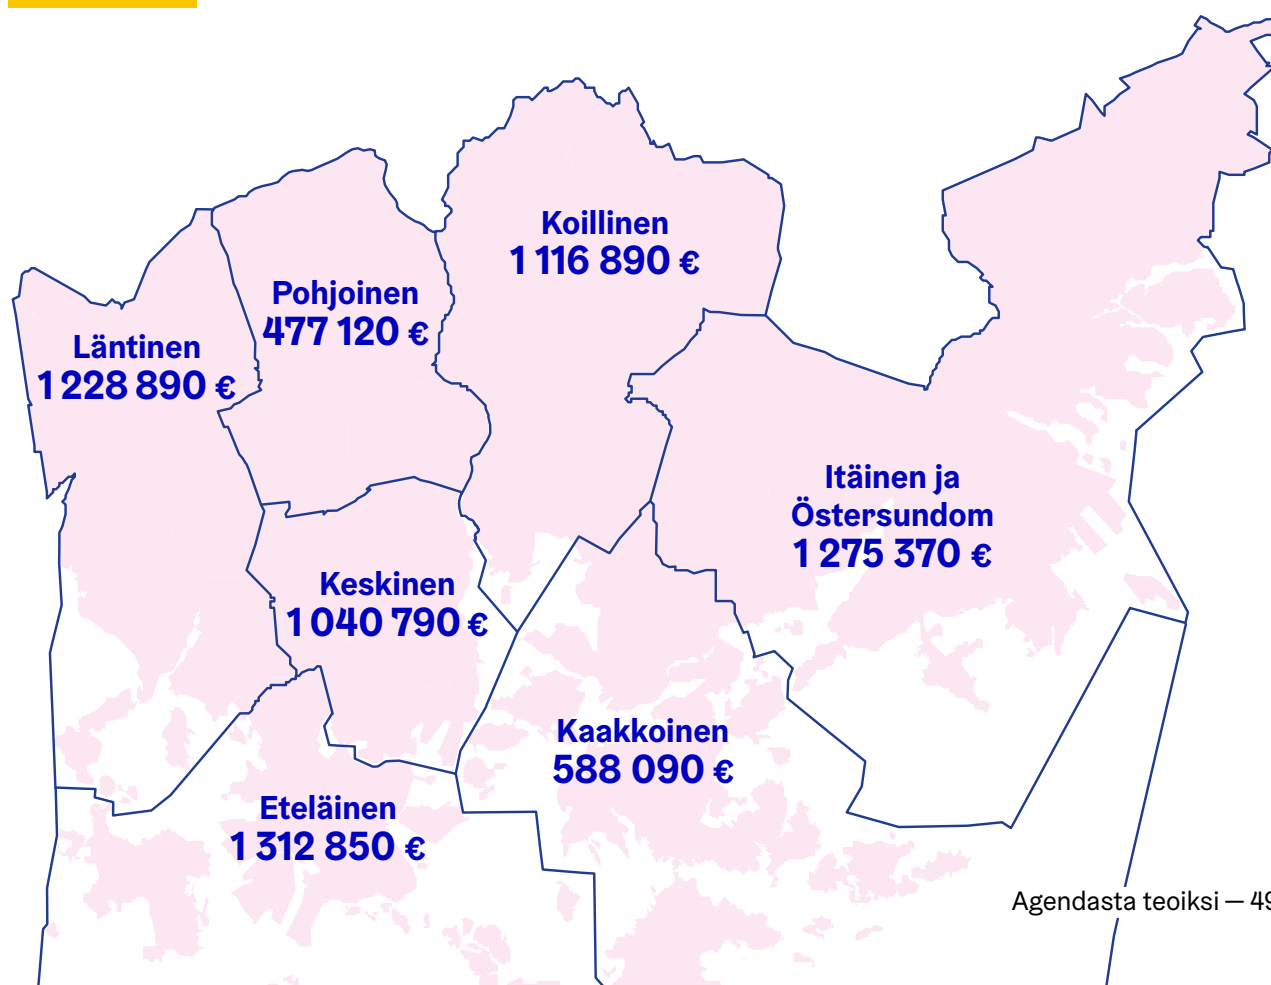 Koillinen
1 116 890 €
Pohjoinen
477 120 €
Läntinen
1 228 890 €
Itäinen ja
Östersundom
1 275 370 €
Keskinen
1 040 790 €
Kaakkoinen
588 090 €
Eteläinen
1 312 850 €
Agendasta teoiksi — 49